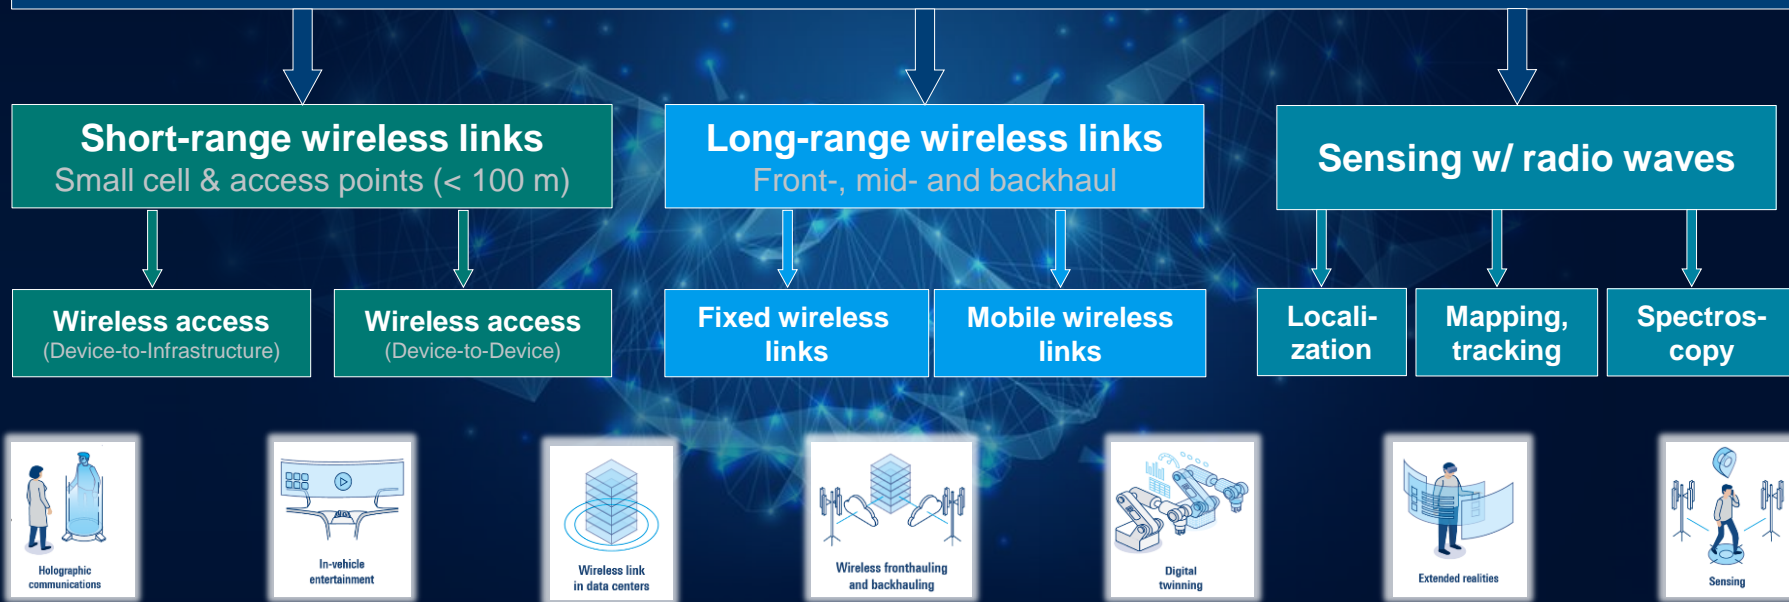 Short-range wireless links
Small cell & access points (< 100 m)
Long-range wireless links
Front-, mid- and backhaul
Sensing w/ radio waves
Wireless access
(Device-to-Infrastructure)
Wireless access
(Device-to-Device)
Fixed wireless
links
Mobile wireless
links
Locali-
zation
Mapping,
tracking
Spectros-
copy
Holographic
communications
In-vehicle
entertainment
Wireless link
in data centers
Wireless fronthauling
and backhauling
Digital
twinning
Extended realities
Sensing